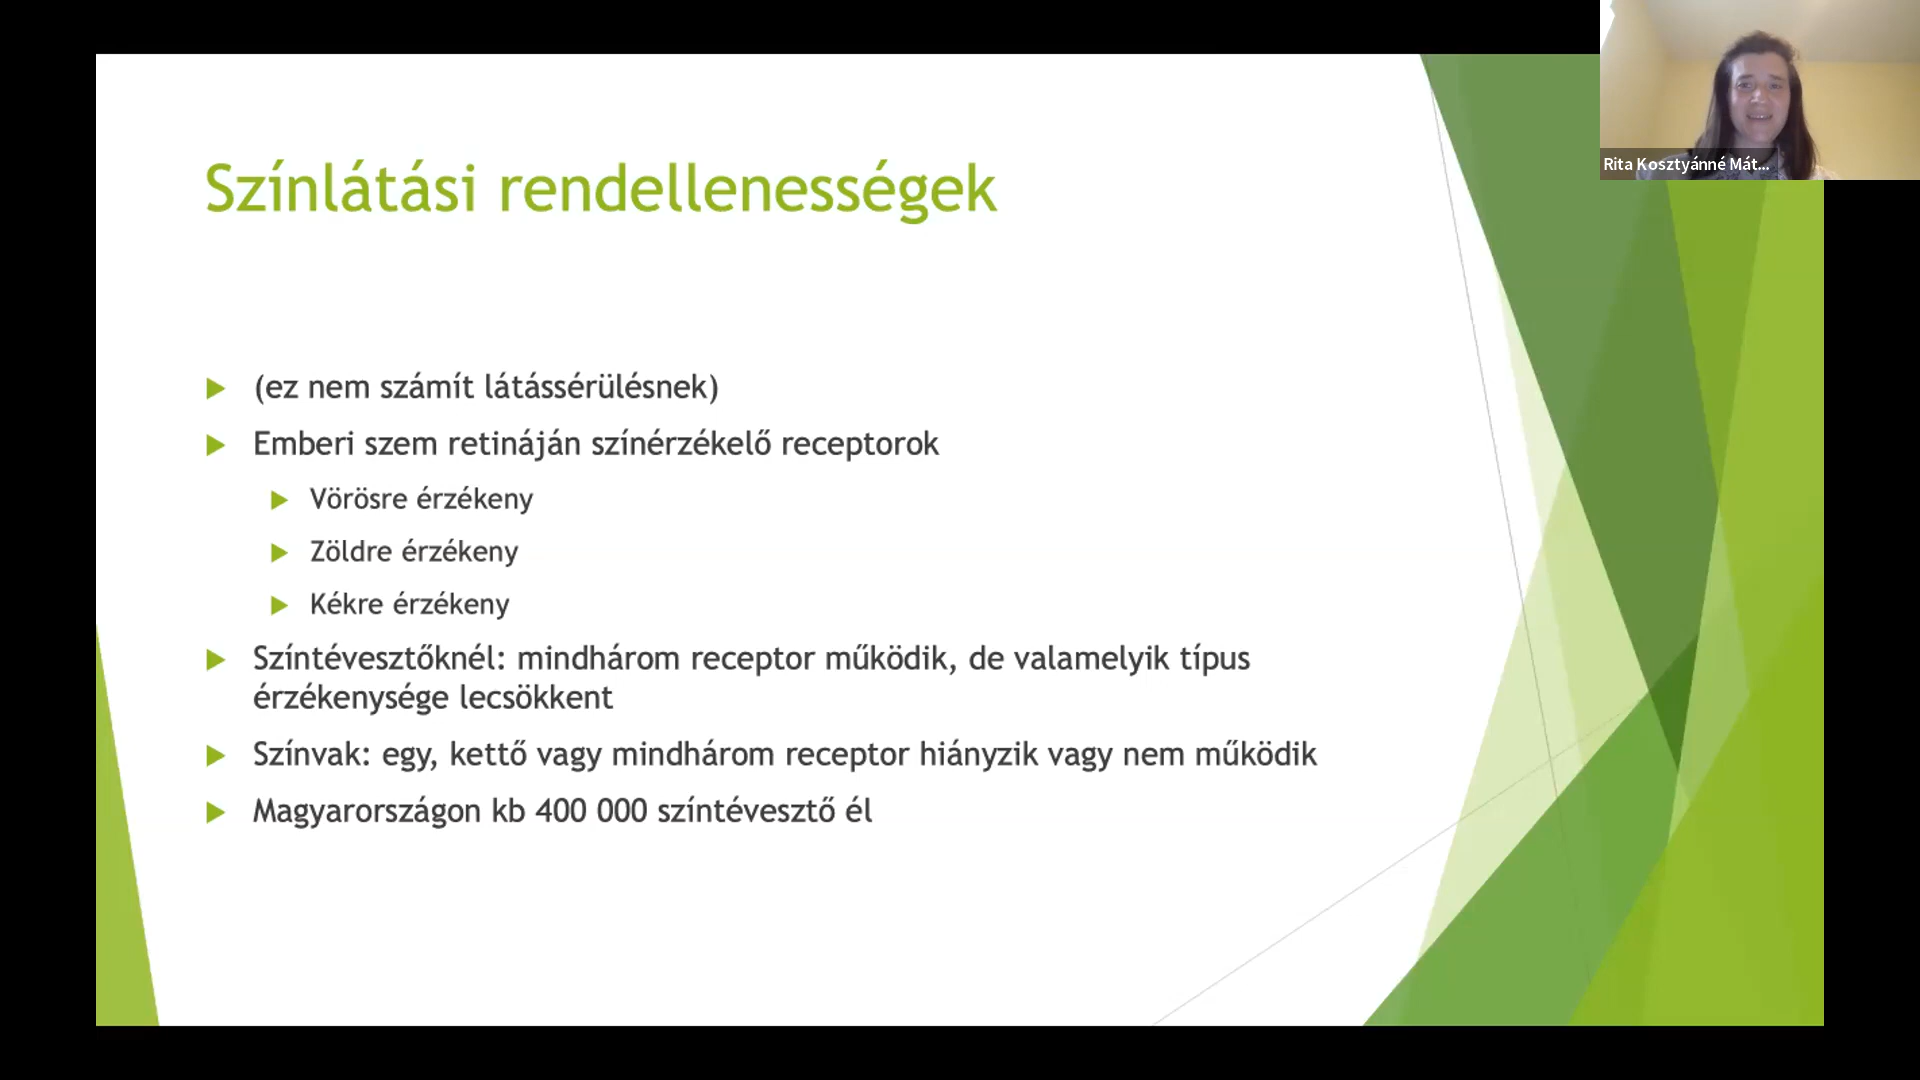 Rita Kosztyánné Mát...
Színlátási rendellenességek
(ez nem számít látássérülésnek)
Emberi szem retináján színérzékelő receptorok
Vörösre érzékeny
Zöldre érzékeny
Kékre érzékeny
Színtévesztőknél: mindhárom receptor működik, de valamelyik típus
érzékenysége lecsökkent
Színvak: egy, kettő vagy mindhárom receptor hiányzik vagy nem működik
Magyarországon kb 400 000 színtévesztő él